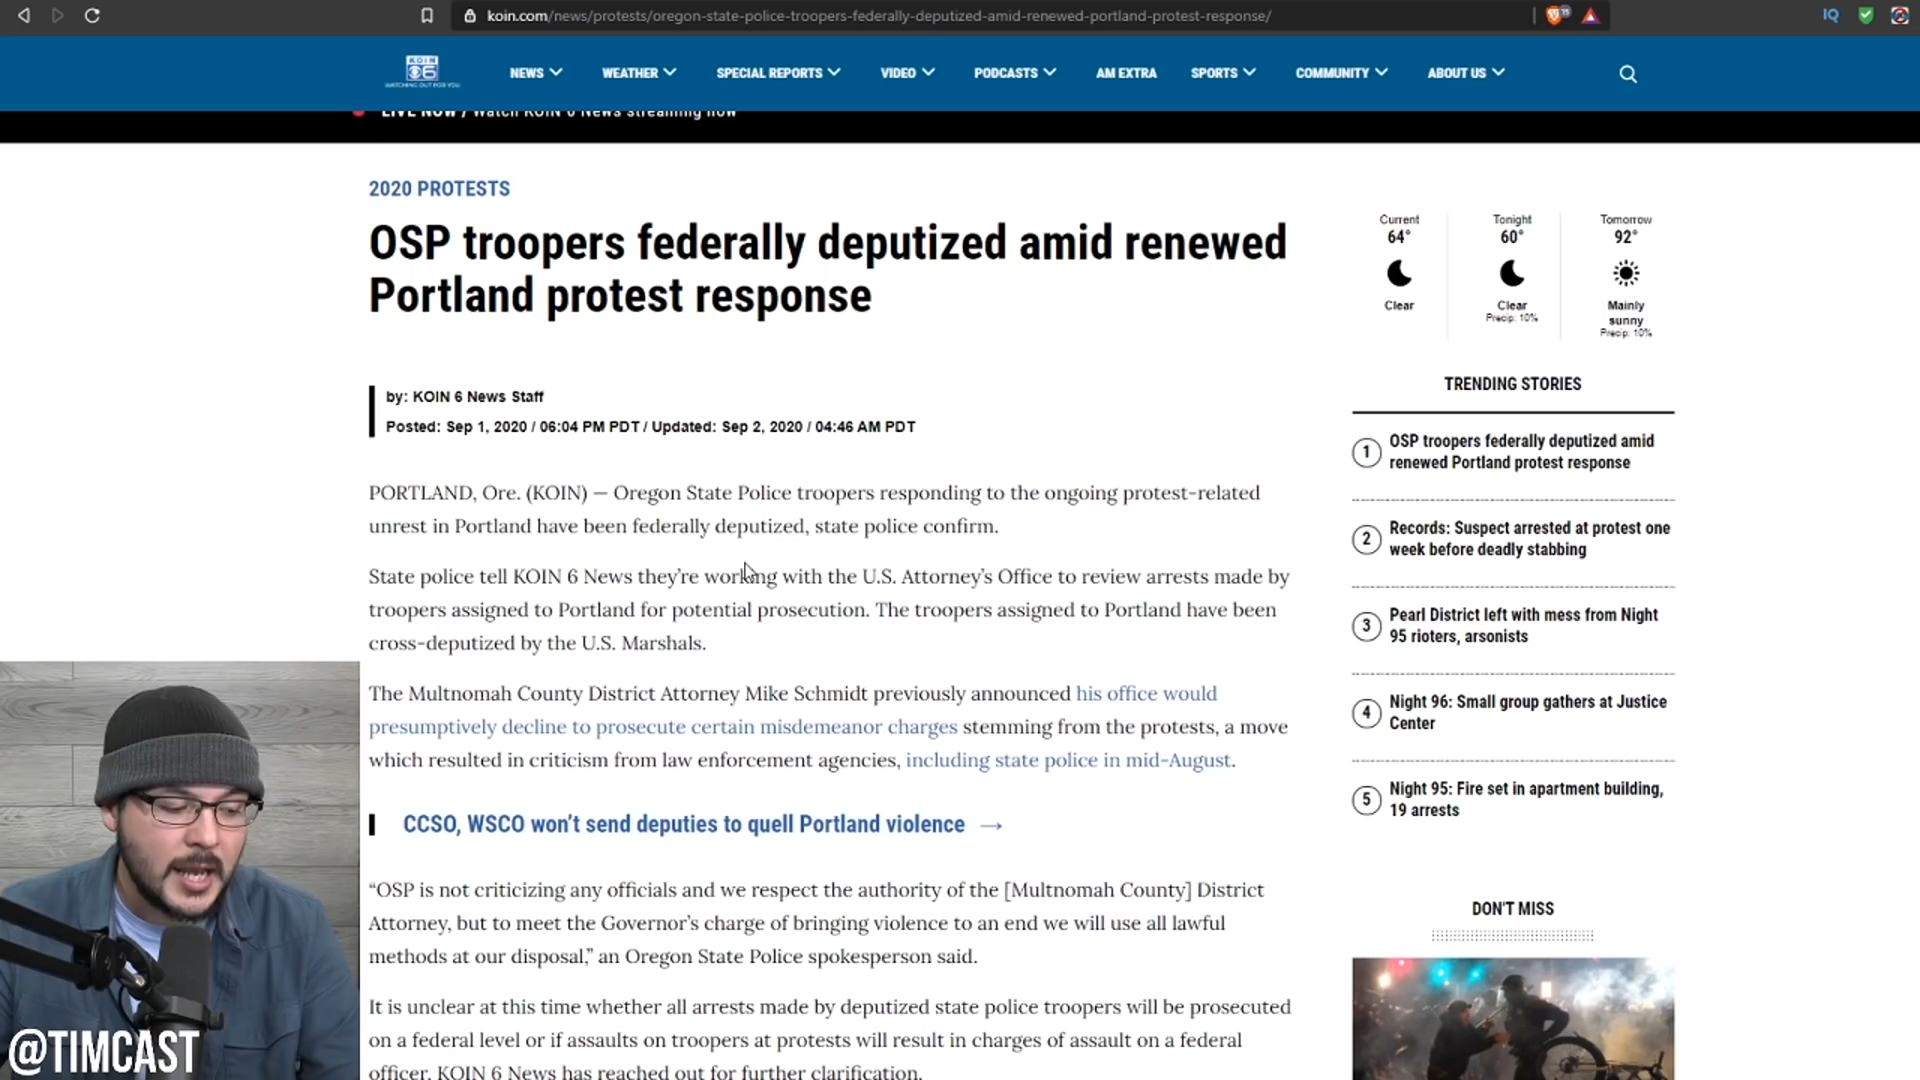 koin.com/news/protests/oregon-state-police-troopers-federally-deputized-amid-renewed-portland-protest-response/
IQ
KOIN
6
WATCHING OUT FOR YOU
NEWS
WEATHER
SPECIAL REPORTS
VIDEO
PODCASTS
AM EXTRA
SPORTS
COMMUNITY
ABOUT US
LIVE NOW / Watch KOIN 6 News streaming now
2020 PROTESTS
OSP troopers federally deputized amid renewed
Portland protest response
by: KOIN 6 News Staff
Posted: Sep 1, 2020 / 06:04 PM PDT / Updated: Sep 2, 2020 / 04:46 AM PDT
PORTLAND, Ore. (KOIN) — Oregon State Police troopers responding to the ongoing protest-related
unrest in Portland have been federally deputized, state police confirm.
State police tell KOIN 6 News they’re working with the U.S. Attorney’s Office to review arrests made by
troopers assigned to Portland for potential prosecution. The troopers assigned to Portland have been
cross-deputized by the U.S. Marshals.
The Multnomah County District Attorney Mike Schmidt previously announced his office would
presumptively decline to prosecute certain misdemeanor charges stemming from the protests, a move
which resulted in criticism from law enforcement agencies, including state police in mid-August.
CCSO, WSCO won’t send deputies to quell Portland violence →
“OSP is not criticizing any officials and we respect the authority of the [Multnomah County] District
Attorney, but to meet the Governor’s charge of bringing violence to an end we will use all lawful
methods at our disposal,” an Oregon State Police spokesperson said.
It is unclear at this time whether all arrests made by deputized state police troopers will be prosecuted
on a federal level or if assaults on troopers at protests will result in charges of assault on a federal
officer. KOIN 6 News has reached out for further clarification.
Current
64°
Clear
Tonight
60°
Clear
Precip: 10%
Tomorrow
92°
Mainly
sunny
Precip: 10%
TRENDING STORIES
1
OSP troopers federally deputized amid
renewed Portland protest response
2
Records: Suspect arrested at protest one
week before deadly stabbing
3
Pearl District left with mess from Night
95 rioters, arsonists
4
Night 96: Small group gathers at Justice
Center
5
Night 95: Fire set in apartment building,
19 arrests
DON'T MISS
@TIMCAST